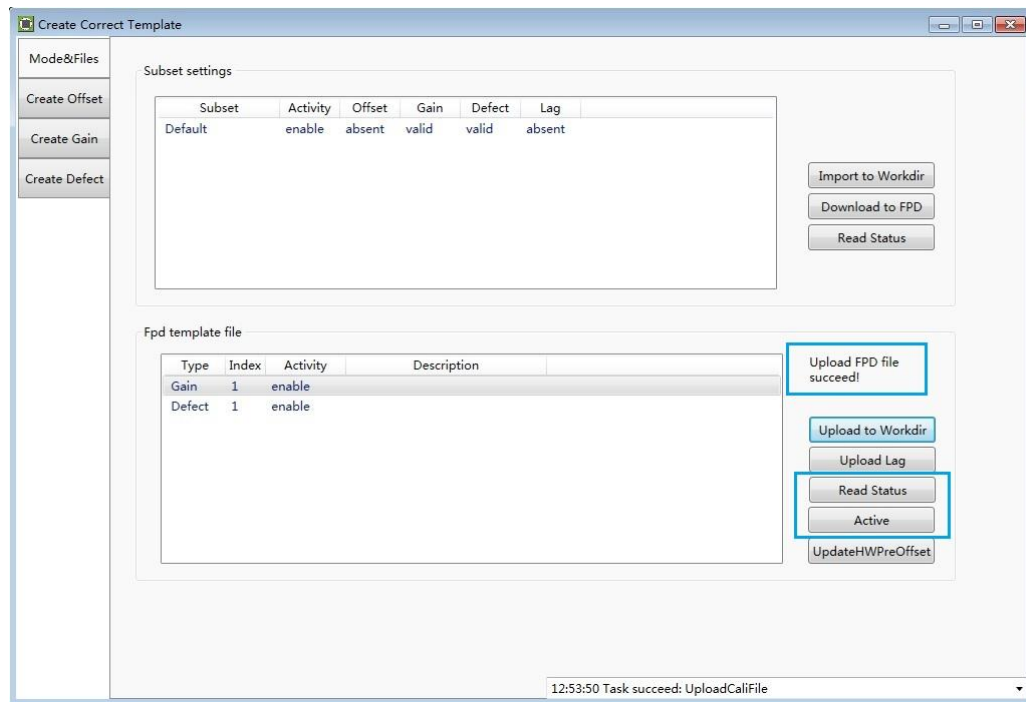 Create Correct Template
Mode&Files
Create Offset
Create Gain
Create Defect
Subset settings
Subset Activity Offset Gain Defect Lag
Default enable absent valid valid absent
Import to Workdir
Download to FPD
Read Status
Fpd template file
Type Index Activity Description
Gain 1 enable
Defect 1 enable
Upload FPD file
succeed!
Upload to Workdir
Upload Lag
Read Status
Active
UpdateHWPreOffset
12:53:50 Task succeed: UploadCaliFile